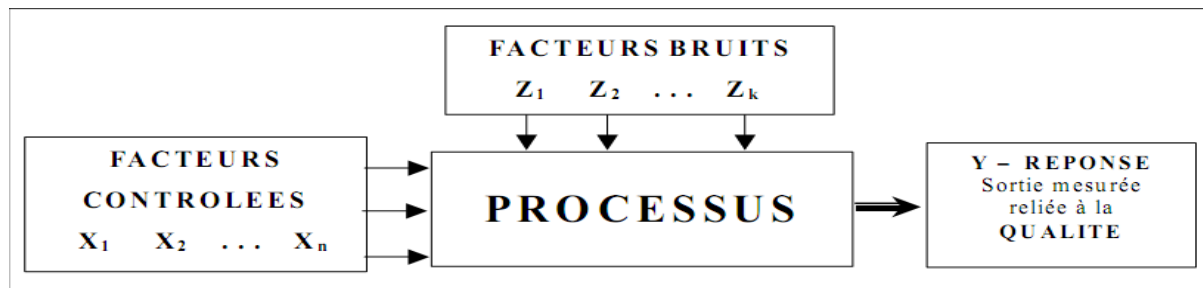 FACTEURS BRUITS
Z₁ Z₂ ... Zₖ
FACTEURS
CONTROLEES
X₁ X₂ ... Xₙ
PROCESSUS
Y – REPONSE
Sortie mesurée
reliée à la
QUALITE